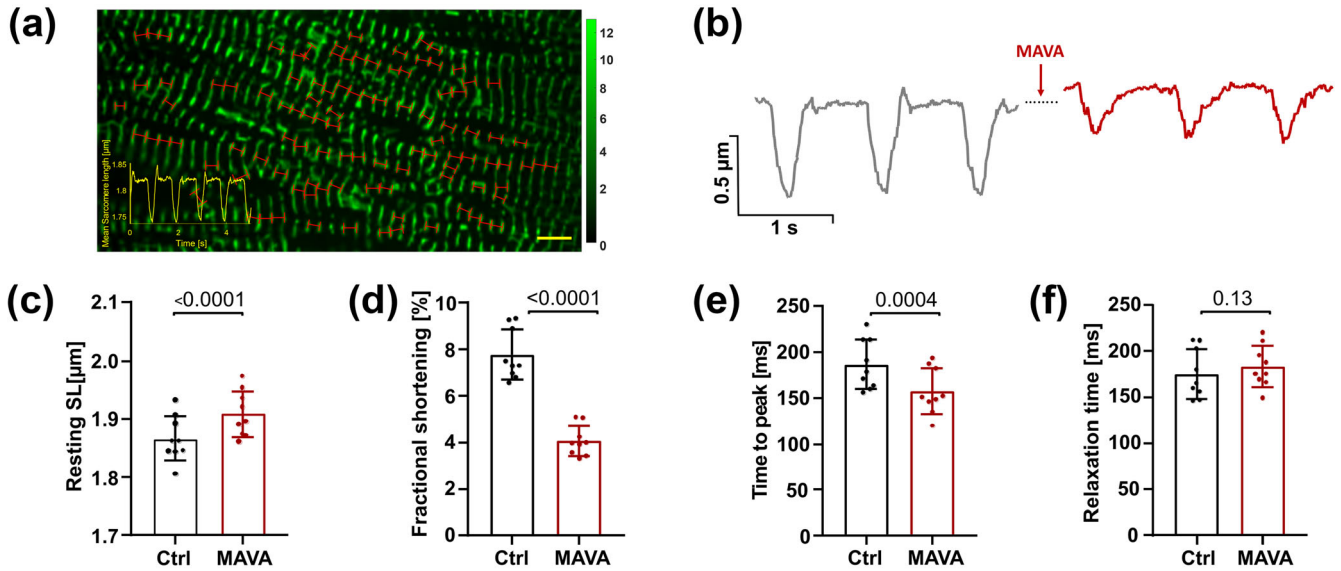 (a)
12
10
8
6
4
2
0
Mean Sarcomere length [µm]
1.85
1.8
1.75
0
2
4
Time [s]
(b)
MAVA
0.5 µm
1 s
(c)
<0.0001
Resting SL[µm]
2.1
2.0
1.9
1.8
1.7
Ctrl MAVA
(d)
<0.0001
Fractional shortening [%]
10
8
6
4
2
0
Ctrl MAVA
(e)
0.0004
Time to peak [ms]
250
200
150
100
50
0
Ctrl MAVA
(f)
0.13
Relaxation time [ms]
250
200
150
100
50
0
Ctrl MAVA